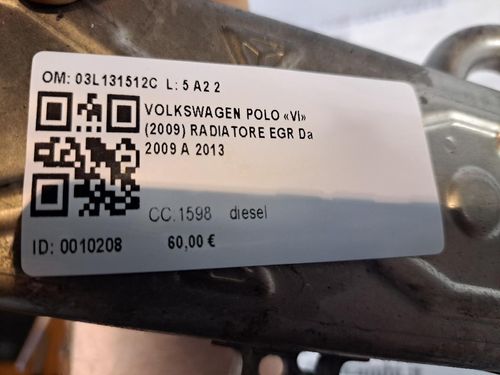 OM: 03L131512C L: 5 A2 2
VOLKSWAGEN POLO «VI»
(2009) RADIATORE EGR Da
2009 A 2013
CC.1598 diesel
ID: 0010208 60,00 €